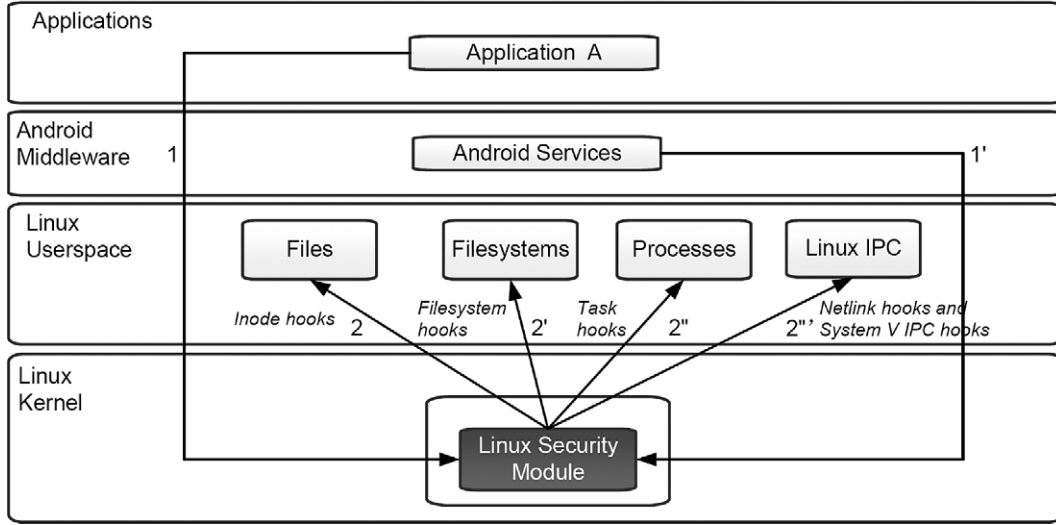 Applications
Application A
Android
Middleware
1
Android Services
1'
Linux
Userspace
Files
Filesystems
Processes
Linux IPC
Inode hooks
2
Filesystem
hooks
2'
Task
hooks
2"
2"'
Netlink hooks and
System V IPC hooks
Linux
Kernel
Linux Security
Module